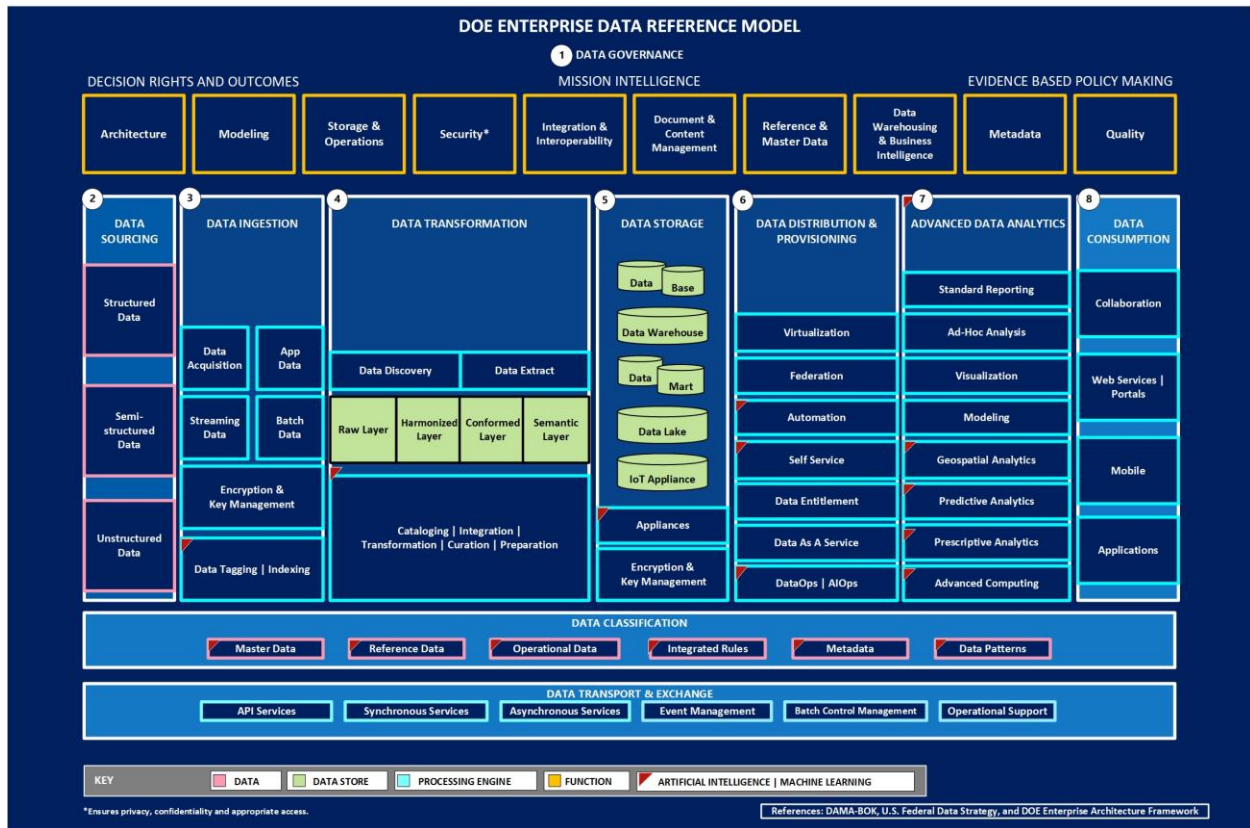 DOE ENTERPRISE DATA REFERENCE MODEL
1 DATA GOVERNANCE
DECISION RIGHTS AND OUTCOMES
MISSION INTELLIGENCE
EVIDENCE BASED POLICY MAKING
Architecture
Modeling
Storage &
Operations
Security*
Integration &
Interoperability
Document &
Content
Management
Reference &
Master Data
Data
Warehousing
& Business
Intelligence
Metadata
Quality
2
DATA
SOURCING
Structured
Data
Semi-
structured
Data
Unstructured
Data
3
DATA INGESTION
Data
Acquisition
App
Data
Streaming
Data
Batch
Data
Encryption &
Key Management
Data Tagging | Indexing
4
DATA TRANSFORMATION
Data Discovery
Data Extract
Raw Layer
Harmonized
Layer
Conformed
Layer
Semantic
Layer
Cataloging | Integration |
Transformation | Curation | Preparation
5
DATA STORAGE
Data
Base
Data Warehouse
Data
Mart
Data Lake
IoT Appliance
Appliances
Encryption &
Key Management
6
DATA DISTRIBUTION &
PROVISIONING
Virtualization
Federation
Automation
Self Service
Data Entitlement
Data As A Service
DataOps | AIOps
7
ADVANCED DATA ANALYTICS
Standard Reporting
Ad-Hoc Analysis
Visualization
Modeling
Geospatial Analytics
Predictive Analytics
Prescriptive Analytics
Advanced Computing
8
DATA
CONSUMPTION
Collaboration
Web Services |
Portals
Mobile
Applications
DATA CLASSIFICATION
Master Data
Reference Data
Operational Data
Integrated Rules
Metadata
Data Patterns
DATA TRANSPORT & EXCHANGE
API Services
Synchronous Services
Asynchronous Services
Event Management
Batch Control Management
Operational Support
KEY
DATA
DATA STORE
PROCESSING ENGINE
FUNCTION
ARTIFICIAL INTELLIGENCE | MACHINE LEARNING
*Ensures privacy, confidentiality and appropriate access.
References: DAMA-BOK, U.S. Federal Data Strategy, and DOE Enterprise Architecture Framework